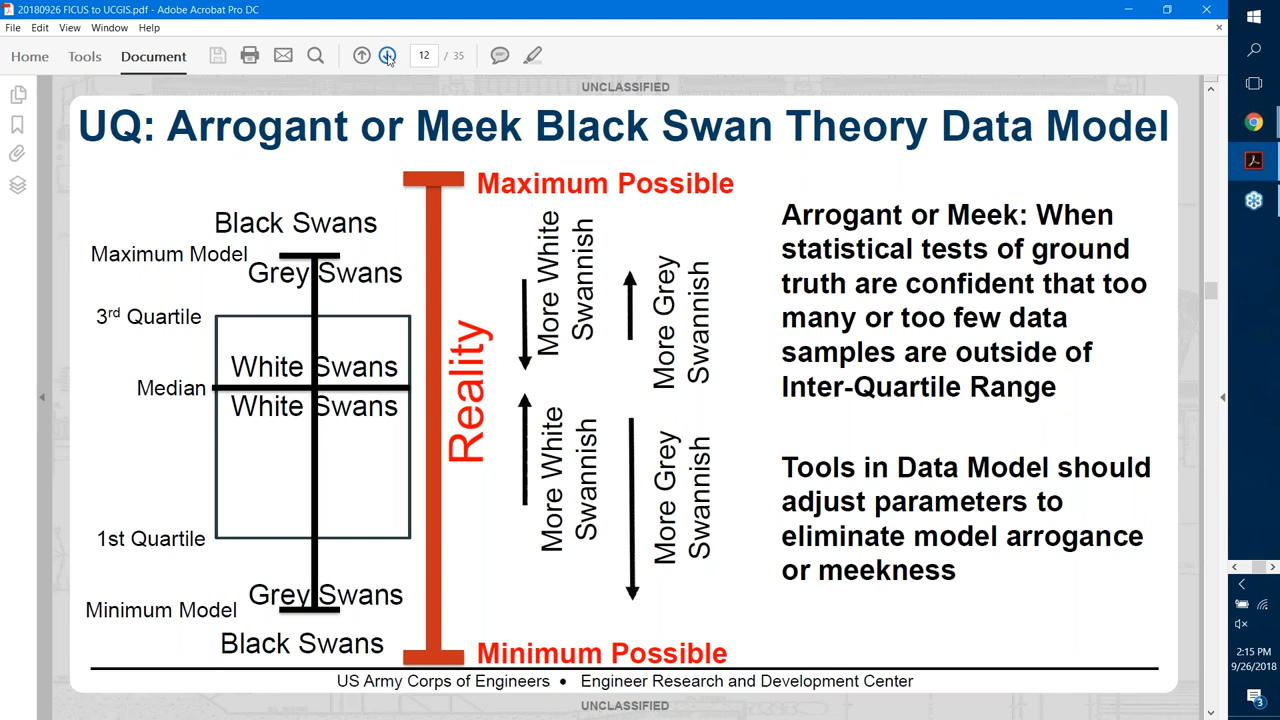 20180926 FICUS to UCGIS.pdf - Adobe Acrobat Pro DC
File Edit View Window Help
Home Tools Document 12 / 35
UNCLASSIFIED
UQ: Arrogant or Meek Black Swan Theory Data Model
Maximum Possible
Black Swans
Maximum Model
Grey Swans
3rd Quartile
White Swans
Median
White Swans
1st Quartile
Grey Swans
Minimum Model
Black Swans
Reality
More White
Swannish
More Grey
Swannish
More White
Swannish
More Grey
Swannish
Minimum Possible
Arrogant or Meek: When
statistical tests of ground
truth are confident that too
many or too few data
samples are outside of
Inter-Quartile Range
Tools in Data Model should
adjust parameters to
eliminate model arrogance
or meekness
US Army Corps of Engineers • Engineer Research and Development Center
UNCLASSIFIED
2:15 PM
9/26/2018
3